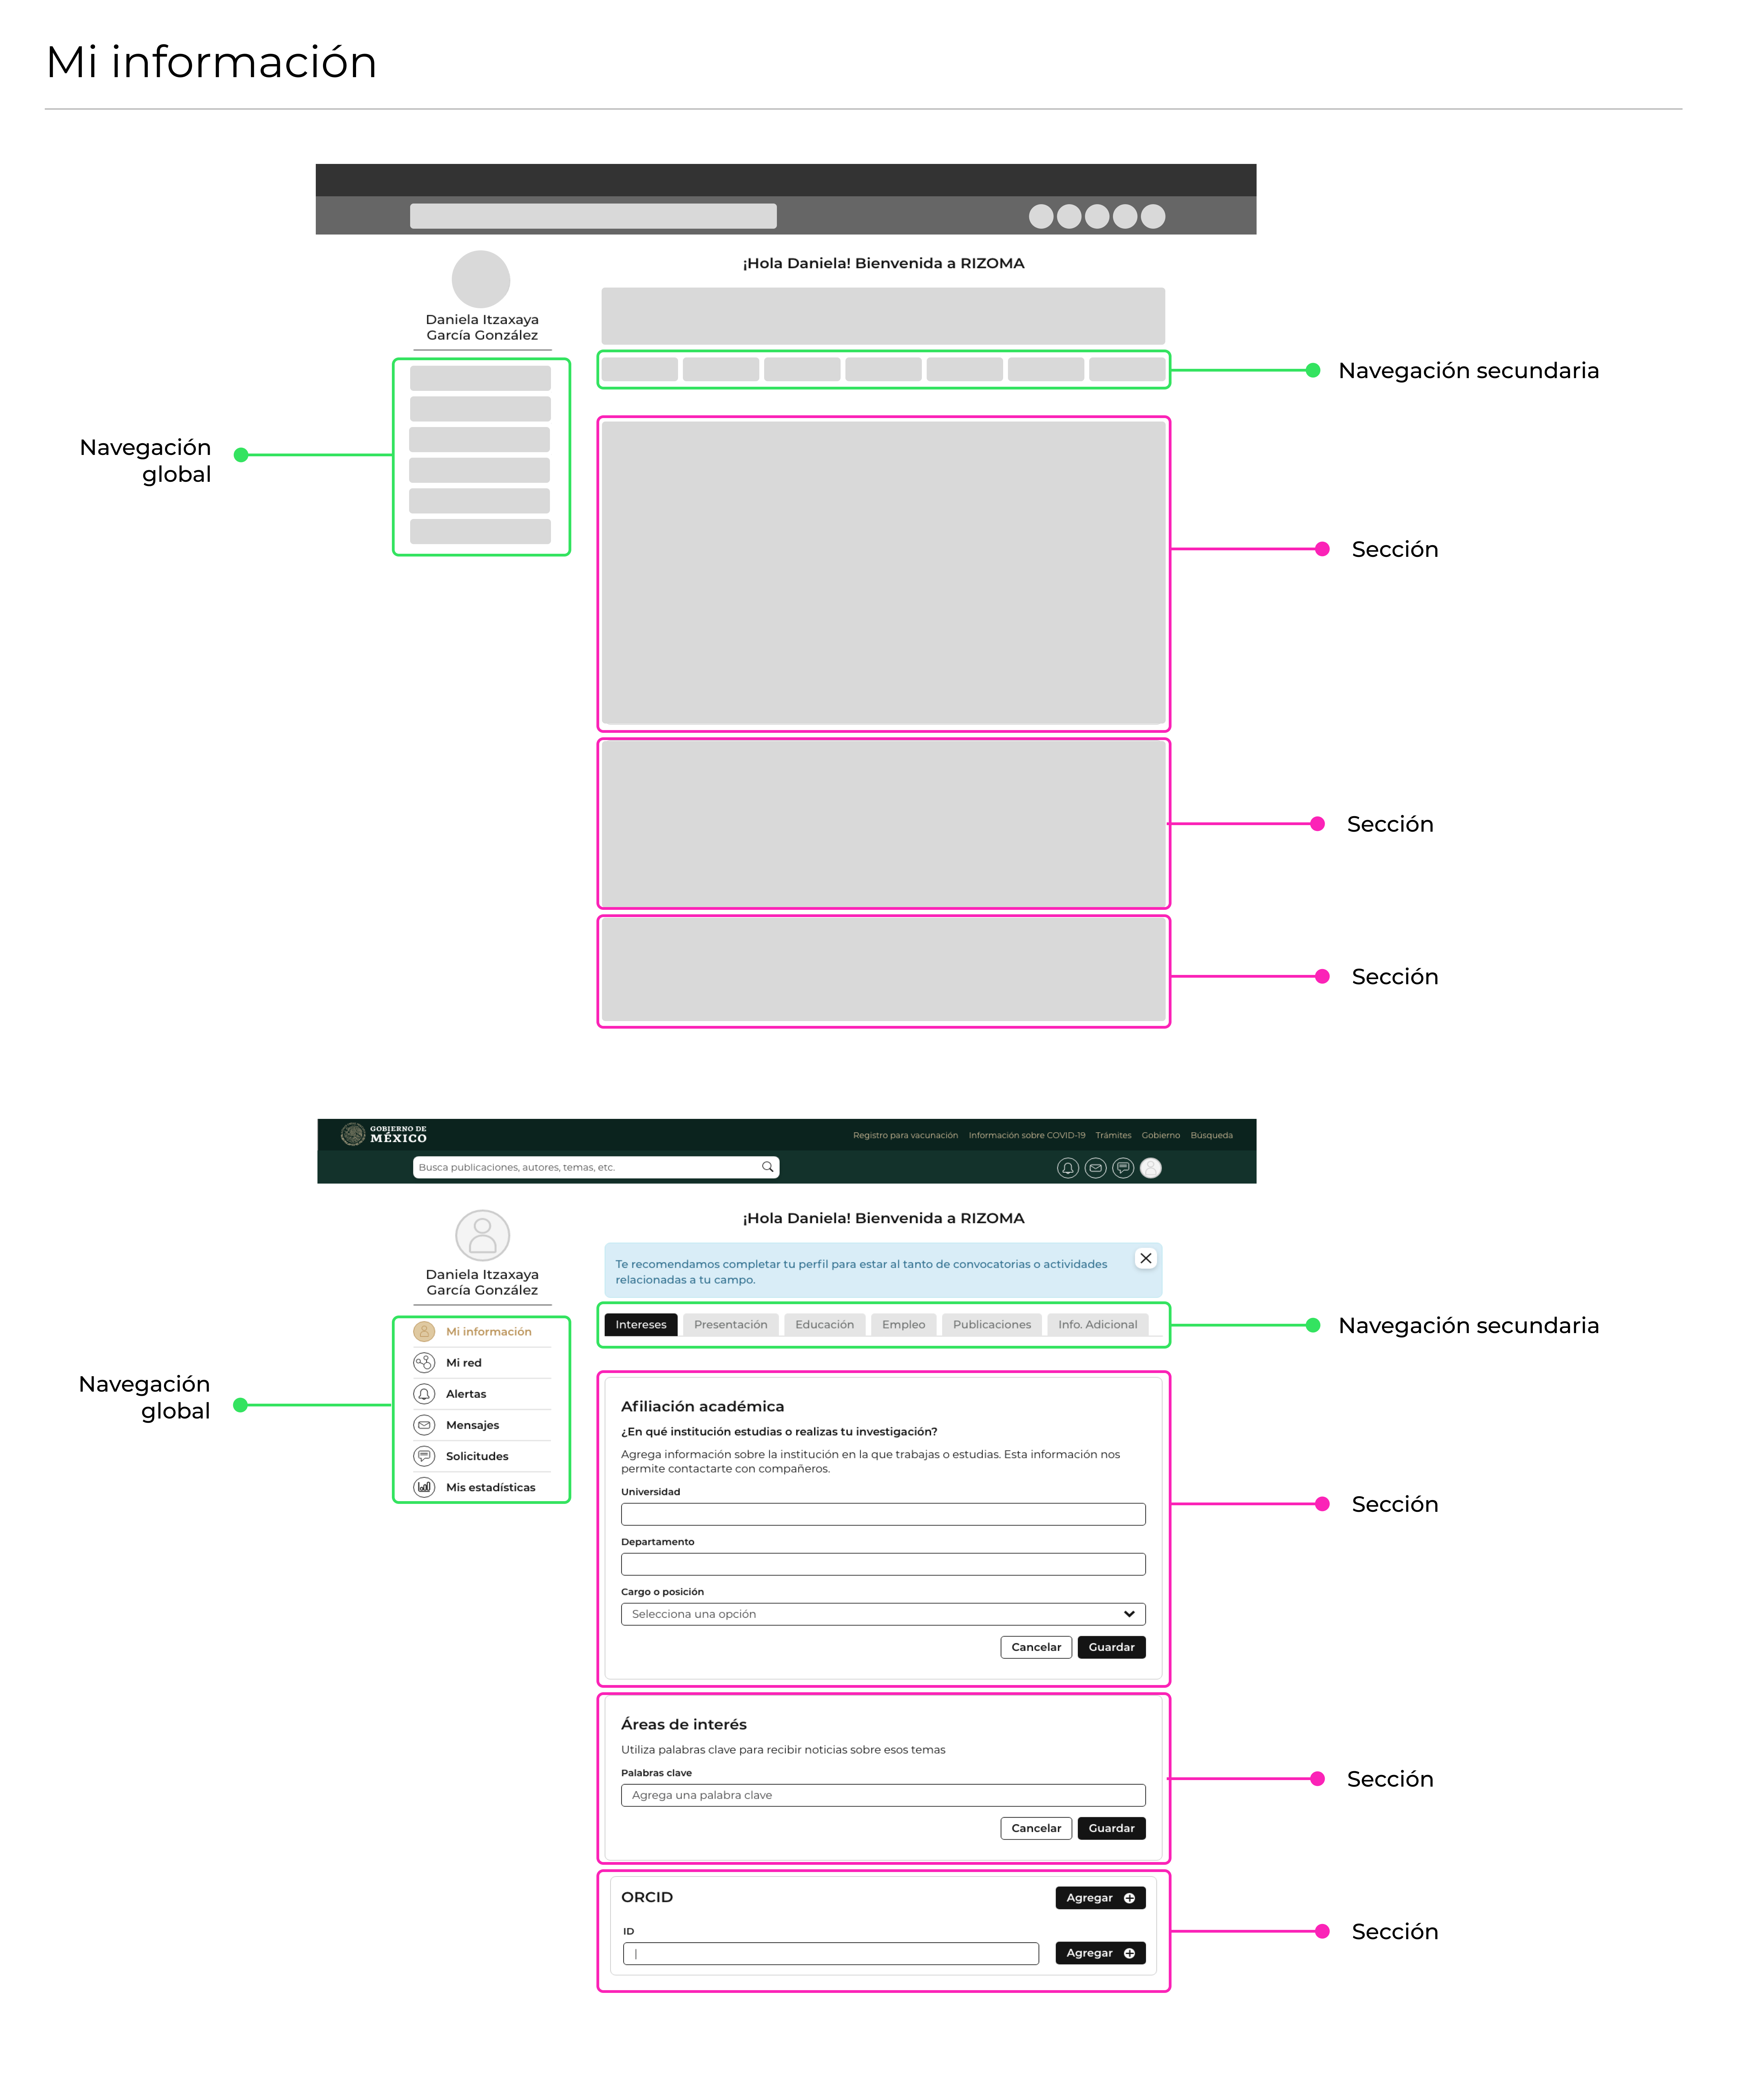 Mi información
¡Hola Daniela! Bienvenida a RIZOMA
Daniela Itzaxaya
García González
Navegación secundaria
Navegación
global
Sección
Sección
Sección
GOBIERNO DE
MÉXICO
Registro para vacunación Información sobre COVID-19 Trámites Gobierno Búsqueda
Busca publicaciones, autores, temas, etc.
¡Hola Daniela! Bienvenida a RIZOMA
Daniela Itzaxaya
García González
Te recomendamos completar tu perfil para estar al tanto de convocatorias o actividades
relacionadas a tu campo.
Intereses Presentación Educación Empleo Publicaciones Info. Adicional
Navegación secundaria
Navegación
global
Mi información
Mi red
Alertas
Mensajes
Solicitudes
Mis estadísticas
Afiliación académica
¿En qué institución estudias o realizas tu investigación?
Agrega información sobre la institución en la que trabajas o estudias. Esta información nos
permite contactarte con compañeros.
Universidad
Departamento
Cargo o posición
Selecciona una opción
Cancelar Guardar
Sección
Áreas de interés
Utiliza palabras clave para recibir noticias sobre esos temas
Palabras clave
Agrega una palabra clave
Cancelar Guardar
Sección
ORCID
Agregar
ID
Agregar
Sección